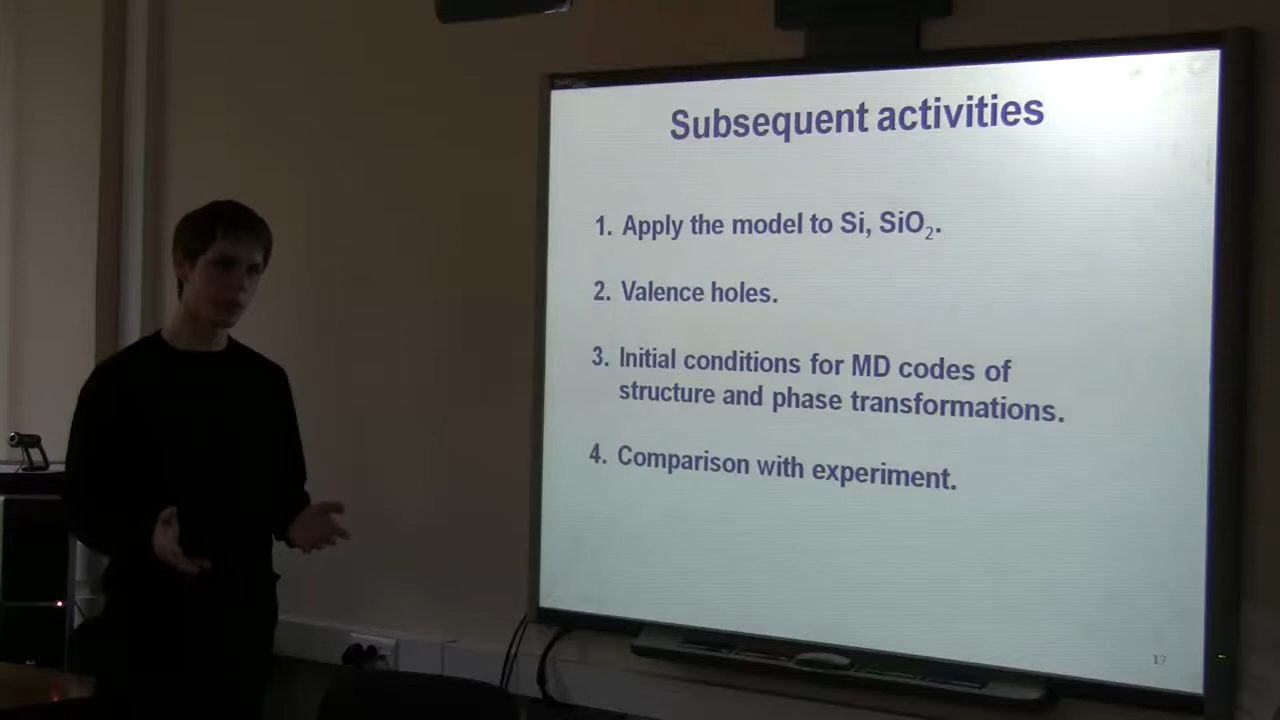 Subsequent activities
1. Apply the model to Si, SiO₂.
2. Valence holes.
3. Initial conditions for MD codes of
structure and phase transformations.
4. Comparison with experiment.
17